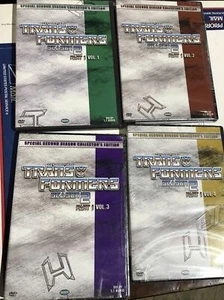 PRIORITY
MAIL
SPECIAL SECOND SEASON COLLECTOR'S EDITION
TRANSFORMERS
SEASON 2
PART 1 VOL. 1
SPECIAL SECOND SEASON COLLECTOR'S EDITION
TRANSFORMERS
SEASON 2
PART 1 VOL. 2
SPECIAL SECOND SEASON COLLECTOR'S EDITION
TRANSFORMERS
SEASON 2
PART 1 VOL. 3
SPECIAL SECOND SEASON COLLECTOR'S EDITION
TRANSFORMERS
SEASON 2
PART 1 VOL. 4